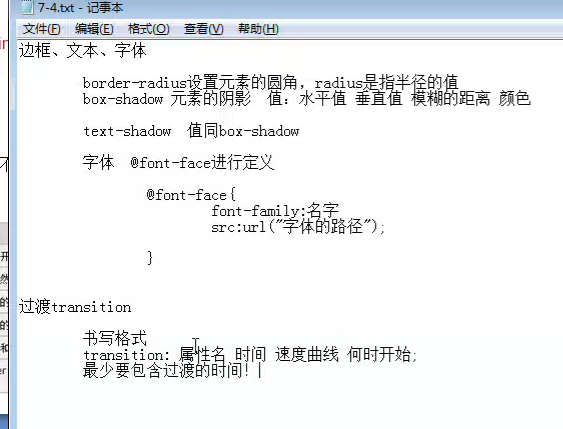 7-4.txt - 记事本
文件(F) 编辑(E) 格式(O) 查看(V) 帮助(H)
边框、文本、字体
border-radius设置元素的圆角，radius是指半径的值
box-shadow 元素的阴影 值：水平值 垂直值 模糊的距离 颜色
text-shadow 值同box-shadow
字体 @font-face进行定义
@font-face{
font-family:名字
src:url("字体的路径");
}
过渡transition
书写格式
transition: 属性名 时间 速度曲线 何时开始;
最少要包含过渡的时间!